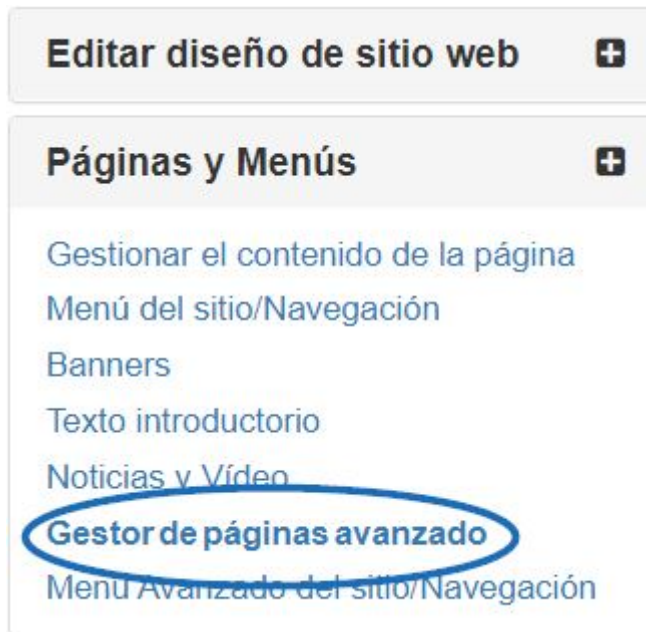 Editar diseño de sitio web
Páginas y Menús
Gestionar el contenido de la página
Menú del sitio/Navegación
Banners
Texto introductorio
Noticias y Vídeo
Gestor de páginas avanzado
Menú Avanzado del sitio/Navegación